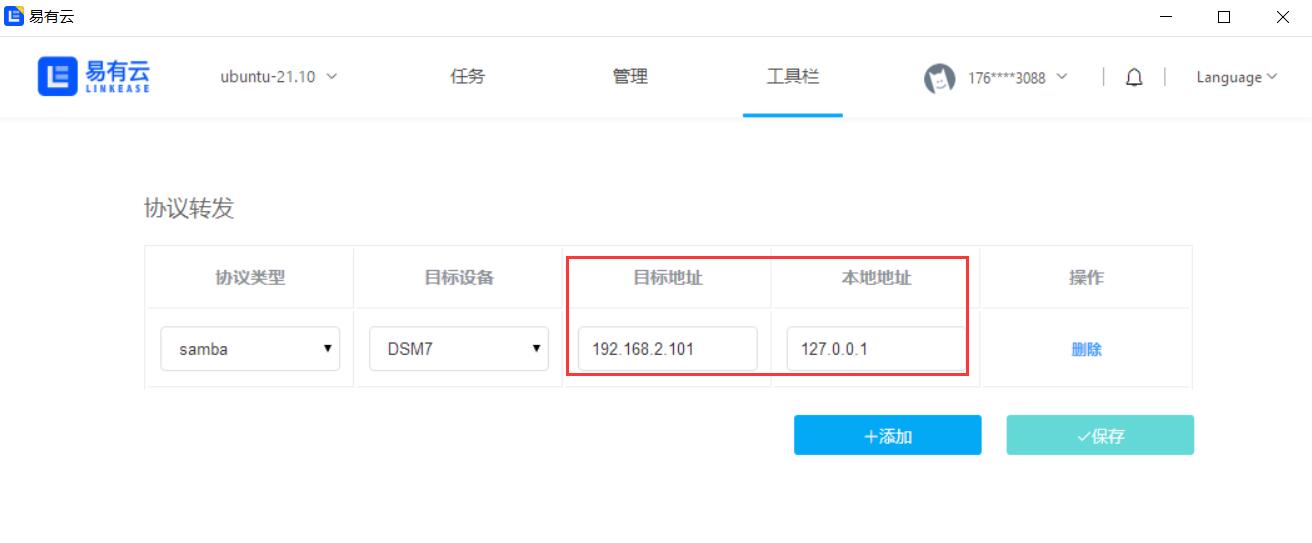 易有云
易有云
LINKEASE
ubuntu-21.10
任务
管理
工具栏
176****3088
Language
协议转发
协议类型 目标设备 目标地址 本地地址 操作
samba DSM7 192.168.2.101 127.0.0.1 删除
+添加 ✓保存